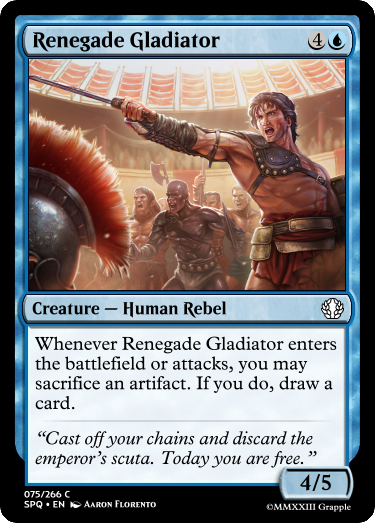 Renegade Gladiator 4
Creature — Human Rebel
Whenever Renegade Gladiator enters
the battlefield or attacks, you may
sacrifice an artifact. If you do, draw a
card.
“Cast off your chains and discard the
emperor’s scuta. Today you are free.”
4/5
075/266 C
SPQ • EN Aaron Florento
©MMXXIII Grapple